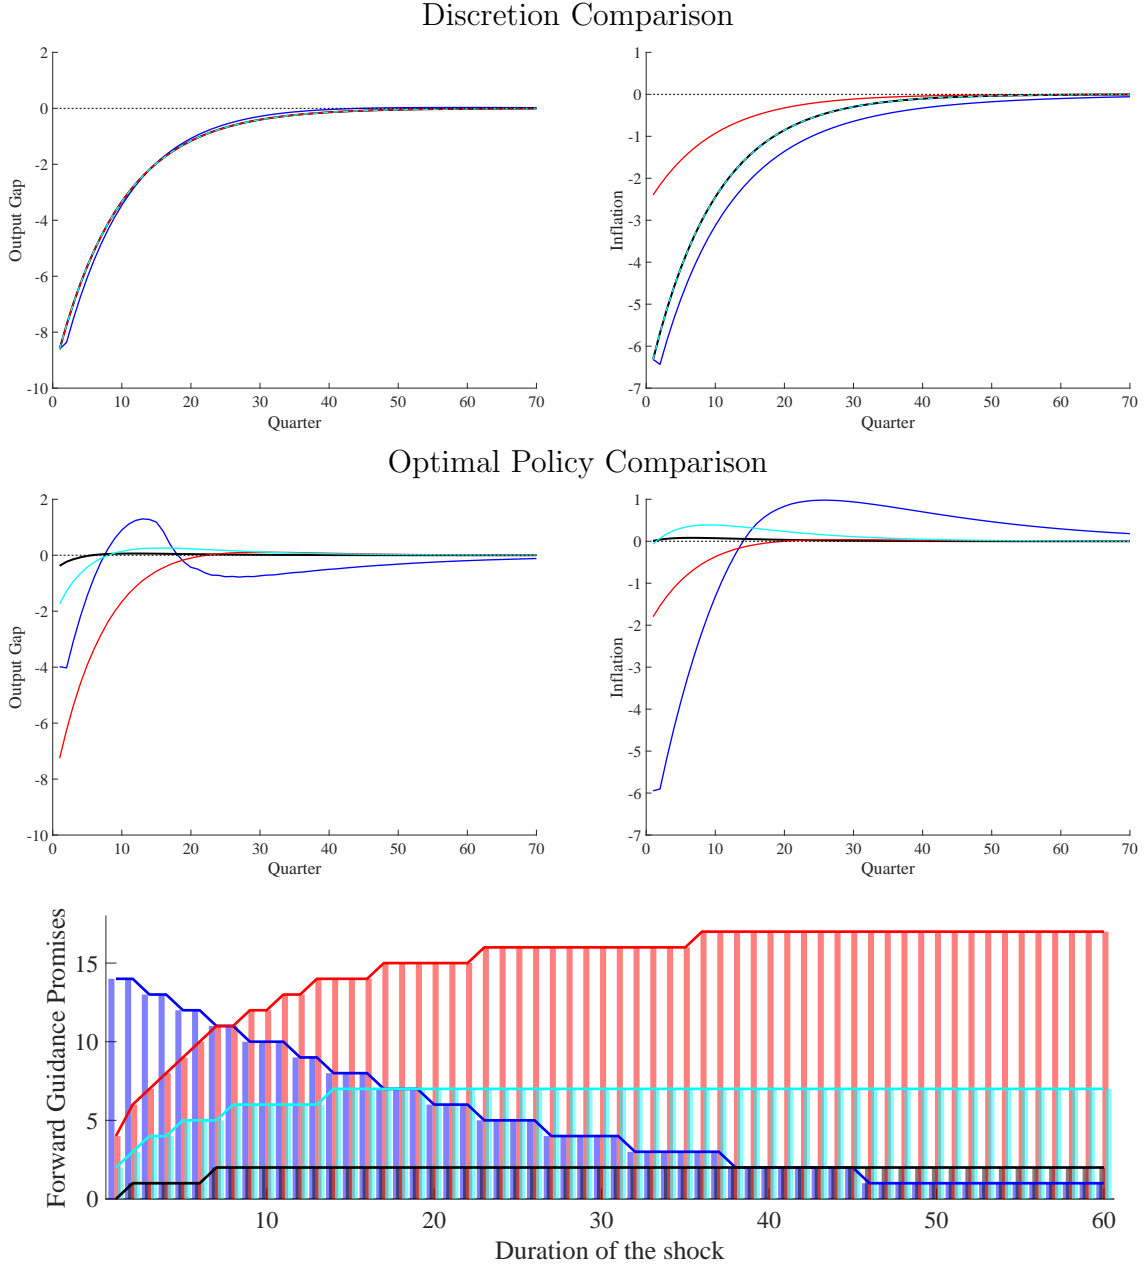 Discretion Comparison
2
0
-2
-4
-6
-8
-10
0 10 20 30 40 50 60 70
Quarter
Output Gap
1
0
-1
-2
-3
-4
-5
-6
-7
0 10 20 30 40 50 60 70
Quarter
Inflation
Optimal Policy Comparison
2
0
-2
-4
-6
-8
-10
0 10 20 30 40 50 60 70
Quarter
Output Gap
1
0
-1
-2
-3
-4
-5
-6
-7
0 10 20 30 40 50 60 70
Quarter
Inflation
Forward Guidance Promises
15
10
5
0
10 20 30 40 50 60
Duration of the shock